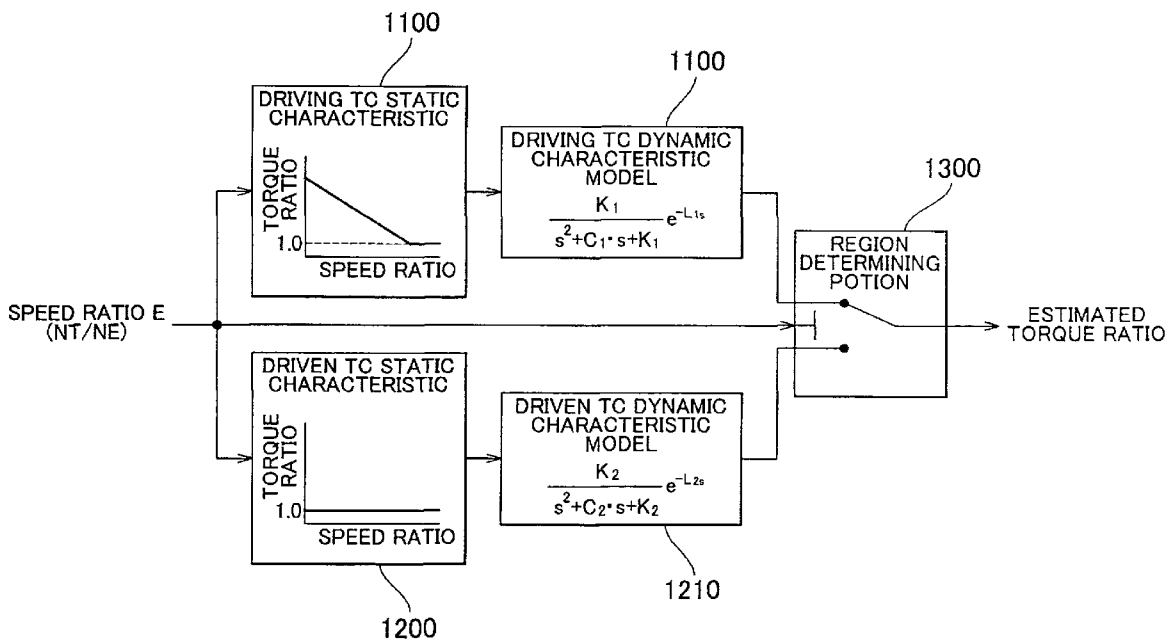 1100
DRIVING TC STATIC
CHARACTERISTIC
TORQUE
RATIO
1.0
SPEED RATIO
1100
DRIVING TC DYNAMIC
CHARACTERISTIC
MODEL
K1
s²+C1·s+K1
e-L1s
1300
REGION
DETERMINING
POTION
SPEED RATIO E
(NT/NE)
ESTIMATED
TORQUE RATIO
DRIVEN TC STATIC
CHARACTERISTIC
TORQUE
RATIO
1.0
SPEED RATIO
1200
DRIVEN TC DYNAMIC
CHARACTERISTIC
MODEL
K2
s²+C2·s+K2
e-L2s
1210